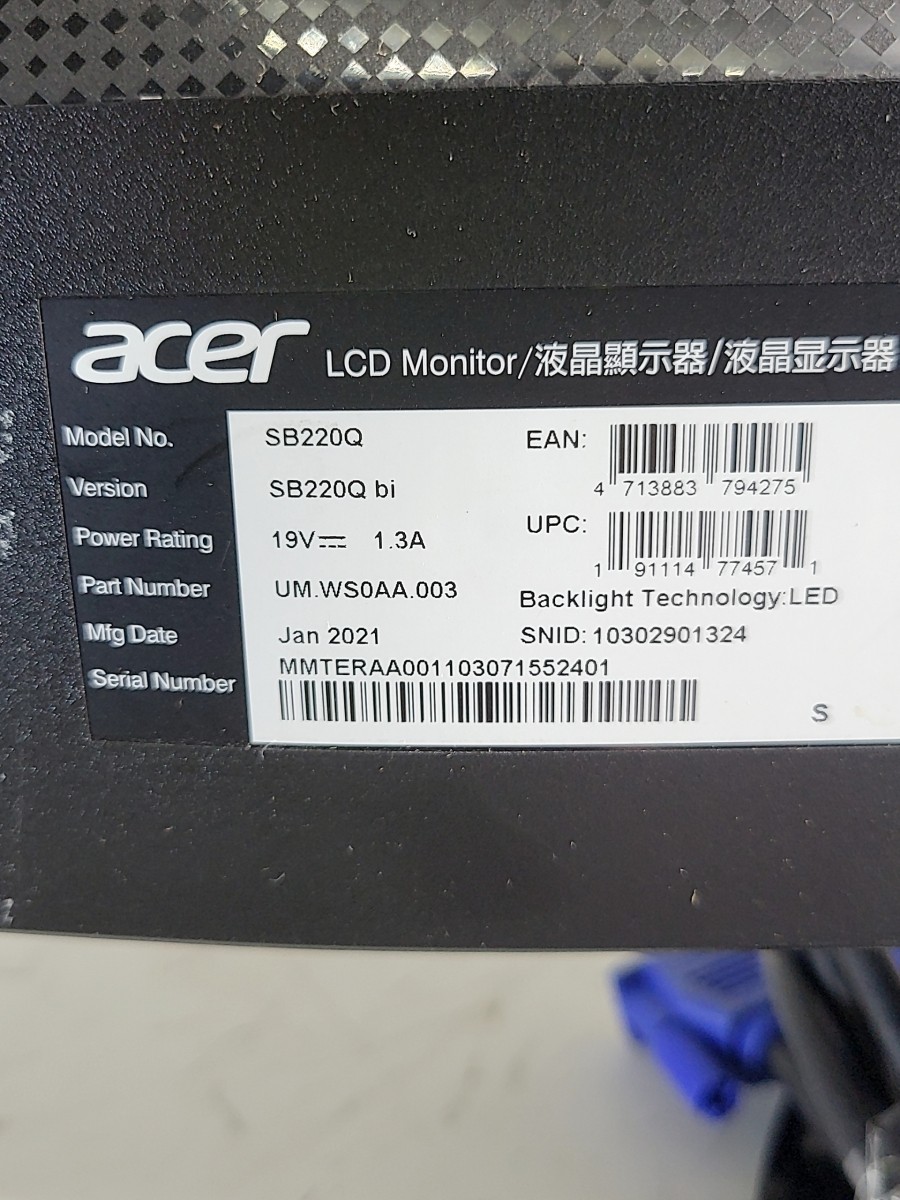 acer LCD Monitor/液晶顯示器/液晶显示器
Model No. SB220Q
Version SB220Q bi
Power Rating 19V⎓ 1.3A
Part Number UM.WS0AA.003
Mfg Date Jan 2021
Serial Number MMTERAA001103071552401
EAN: 4 713883 794275
UPC: 1 91114 77457 1
Backlight Technology:LED
SNID: 10302901324
S